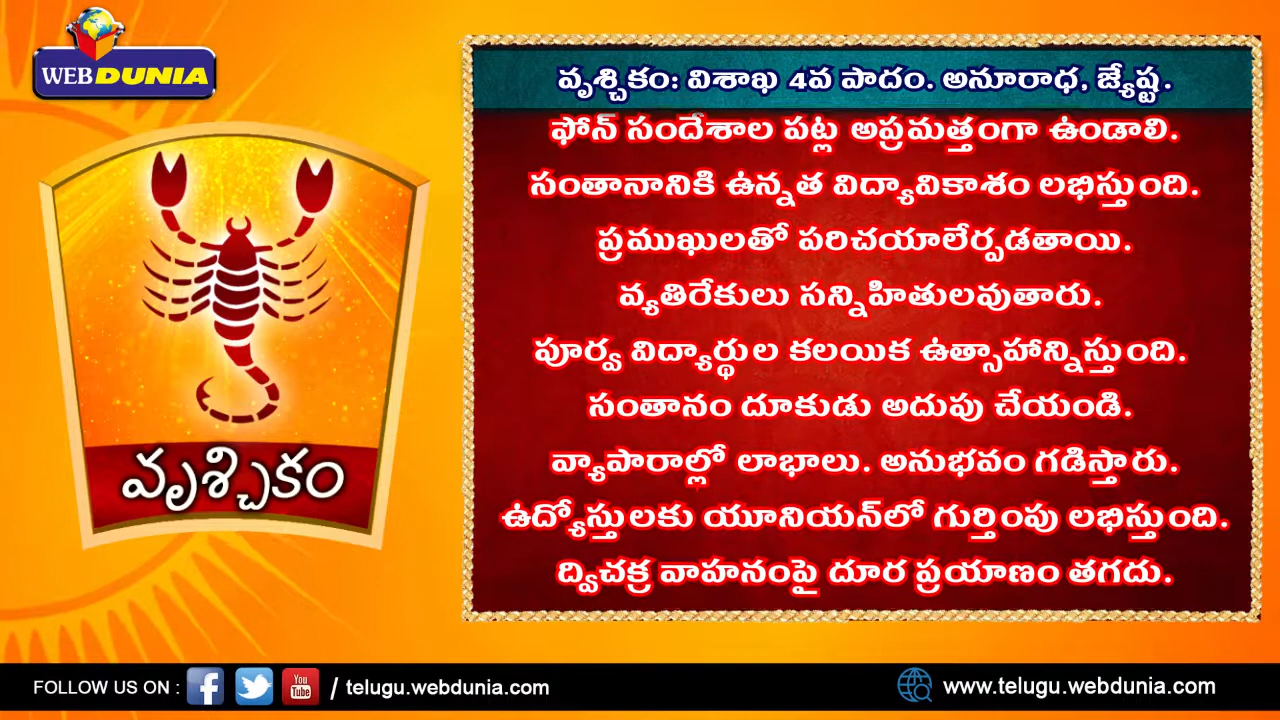 WEBDUNIA
వృశ్చికం: విశాఖ 4వ పాదం. అనూరాధ, జ్యేష్ట.
ఫోన్ సందేశాల పట్ల అప్రమత్తంగా ఉండాలి.
సంతానానికి ఉన్నత విద్యావికాశం లభిస్తుంది.
ప్రముఖులతో పరిచయాలేర్పడతాయి.
వ్యతిరేకులు సన్నిహితులవుతారు.
పూర్వ విద్యార్థుల కలయిక ఉత్సాహాన్నిస్తుంది.
సంతానం దూకుడు అదుపు చేయండి.
వ్యాపారాల్లో లాభాలు. అనుభవం గడిస్తారు.
ఉద్యోస్తులకు యూనియన్‌లో గుర్తింపు లభిస్తుంది.
ద్విచక్ర వాహనంపై దూర ప్రయాణం తగదు.
వృశ్చికం
FOLLOW US ON : f You Tube / telugu.webdunia.com
www.telugu.webdunia.com